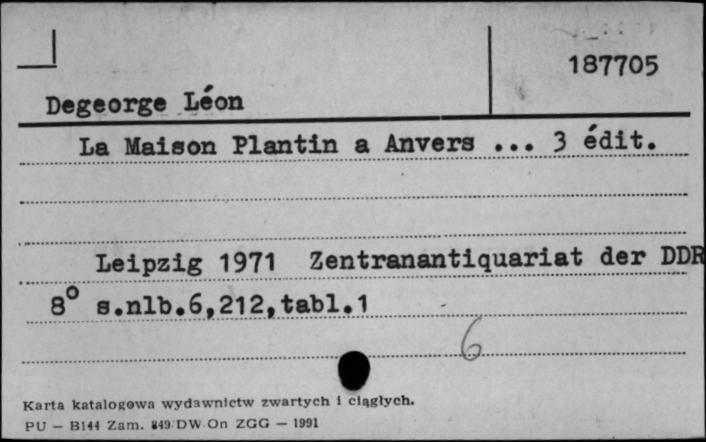 187705
Degeorge Léon
La Maison Plantin a Anvers ... 3 édit.
Leipzig 1971 Zentranantiquariat der DDR
8° s.nlb.6,212,tabl.1
6
Karta katalogowa wydawnictw zwartych i ciągłych.
PU — B144 Zam. 849/DW On ZGG — 1991